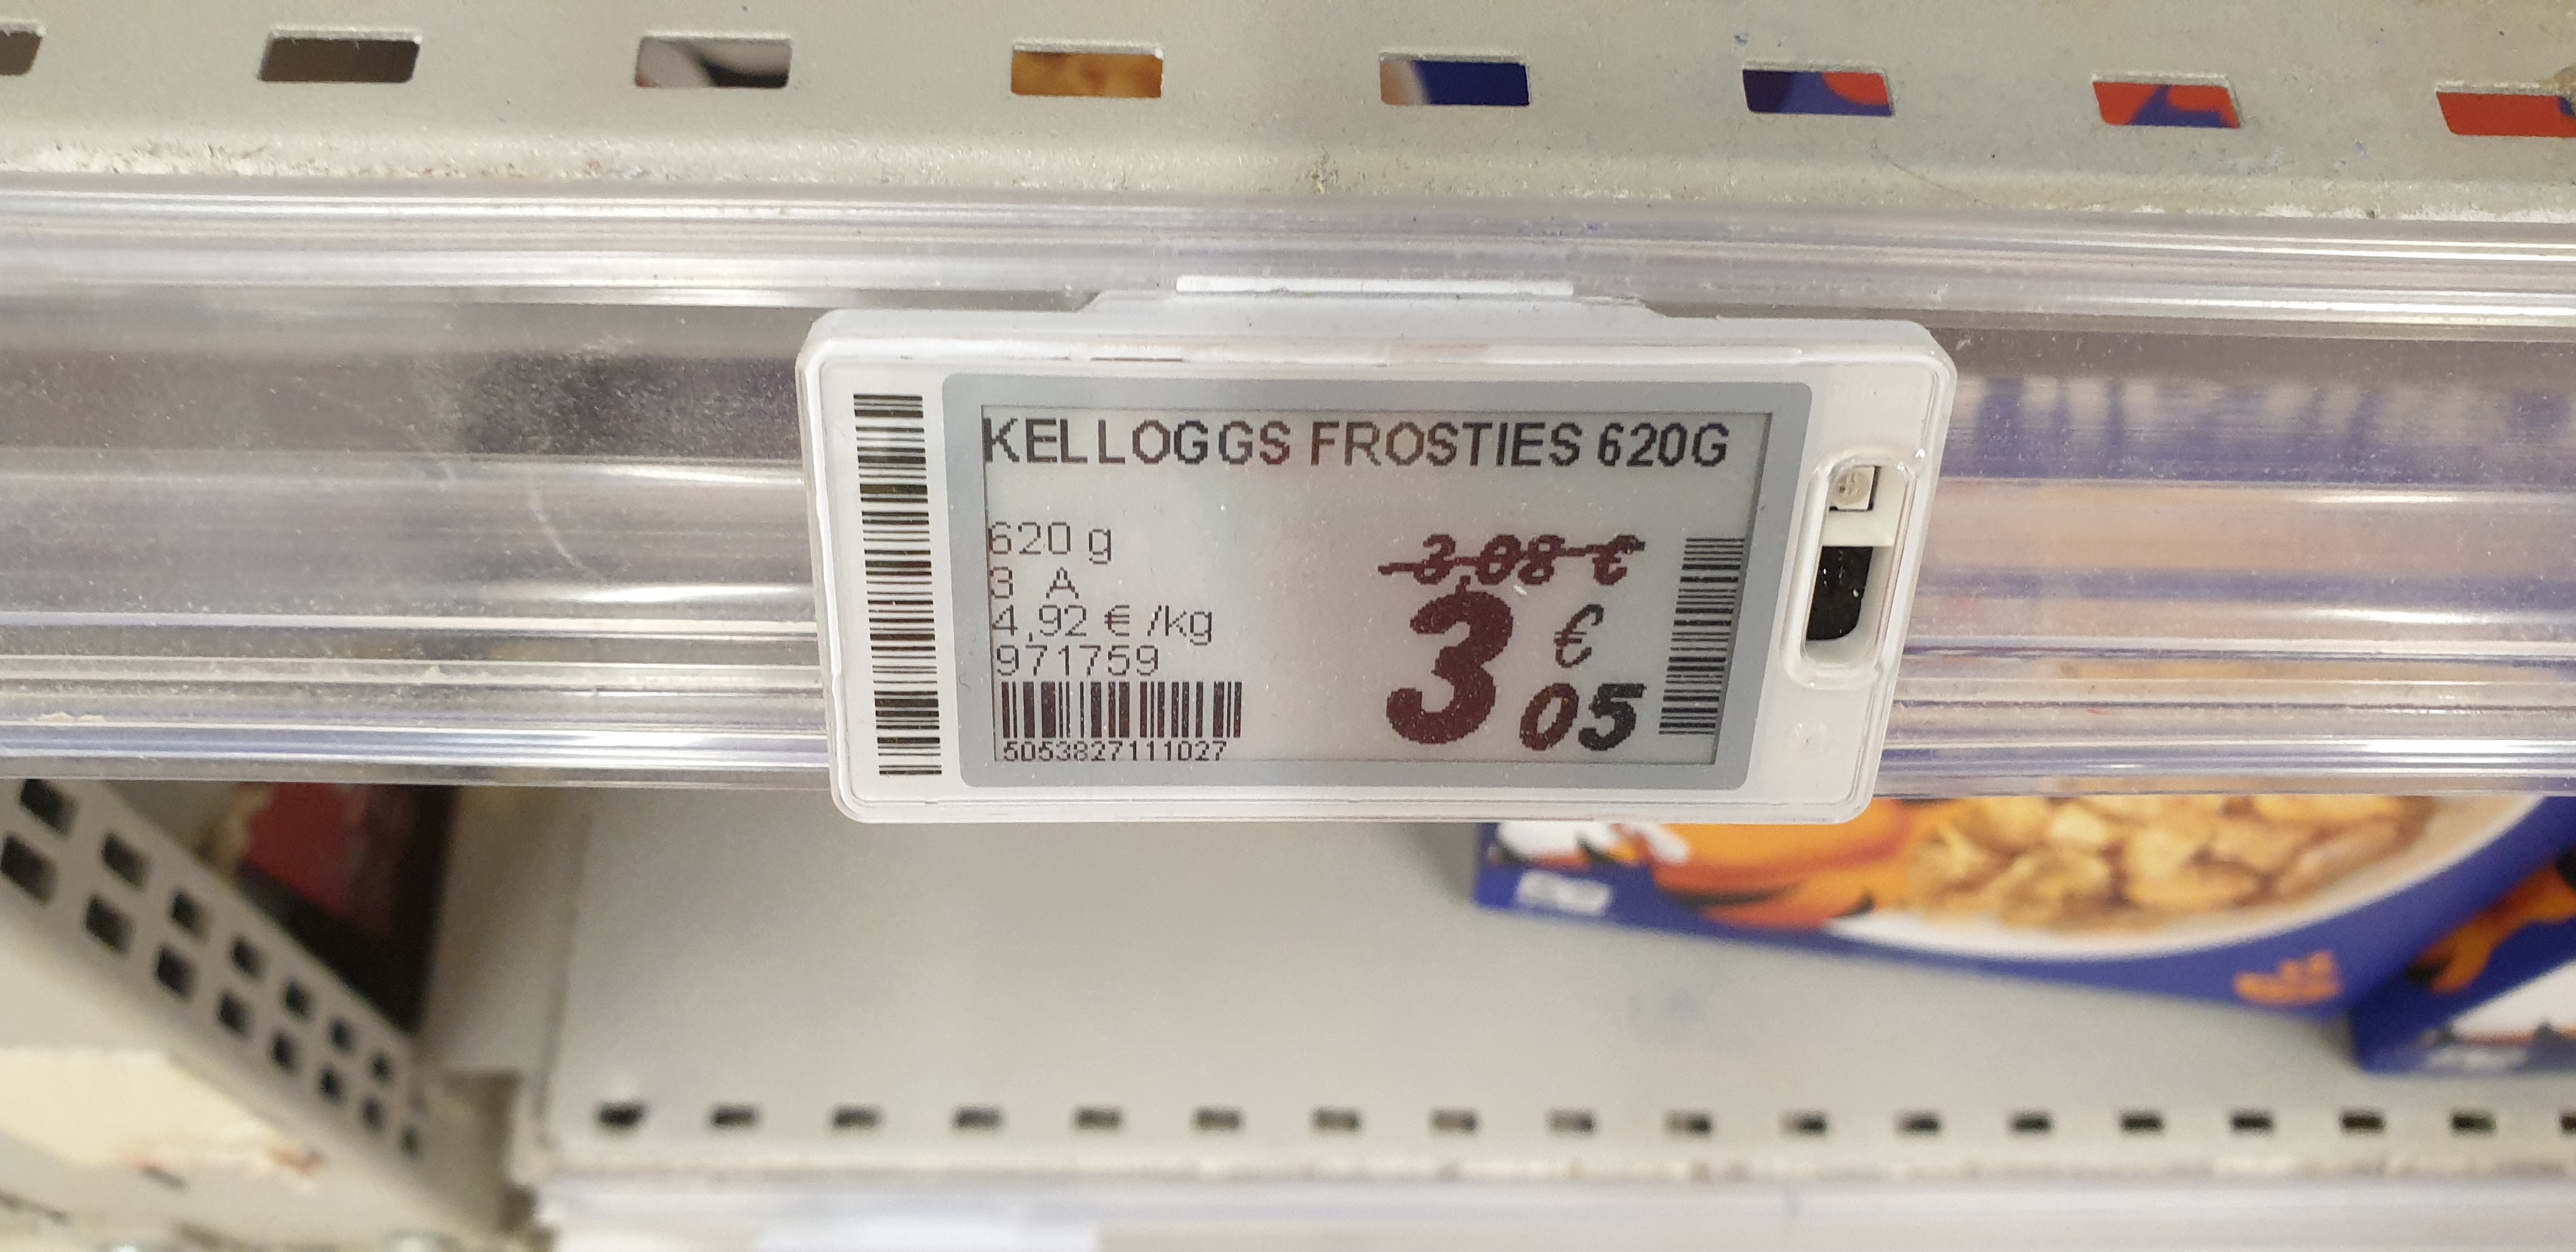 KELLOGGS FROSTIES 620G
620 g
3 A
4,92 € /kg
971759
5053827111027
3,08 €
3 € 05